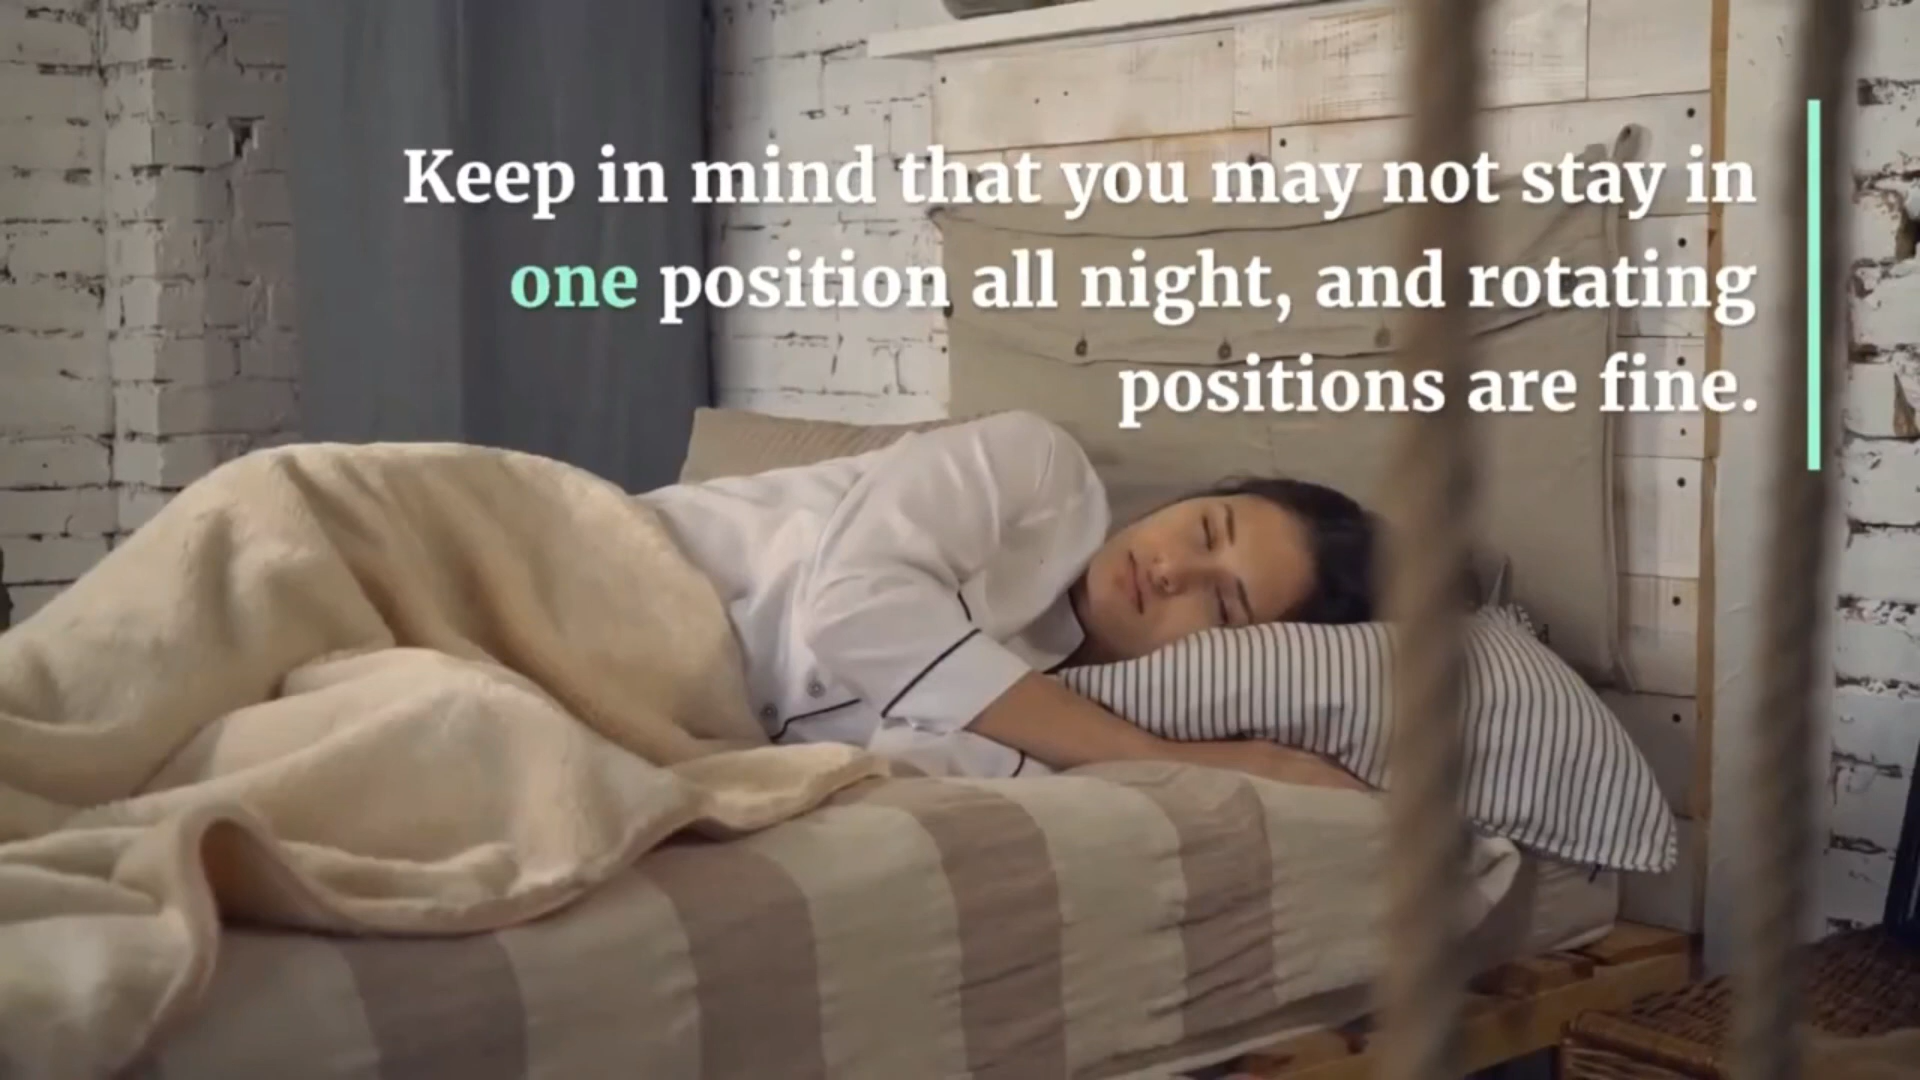 Keep in mind that you may not stay in
one position all night, and rotating
positions are fine.